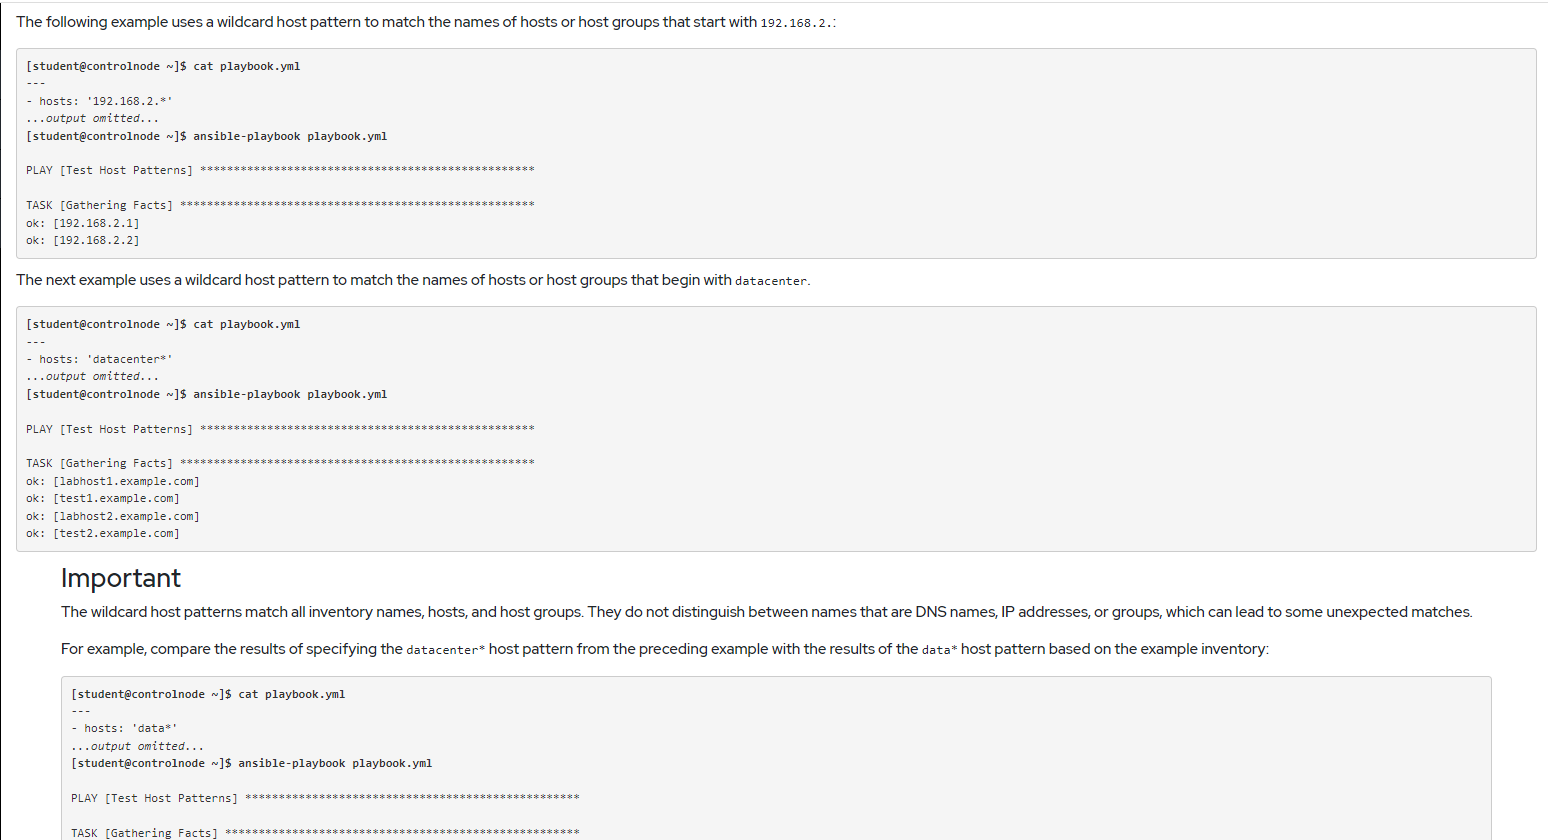 The following example uses a wildcard host pattern to match the names of hosts or host groups that start with 192.168.2.:
[student@controlnode ~]$ cat playbook.yml
---
- hosts: '192.168.2.*'
...output omitted...
[student@controlnode ~]$ ansible-playbook playbook.yml
PLAY [Test Host Patterns] **************************************************
TASK [Gathering Facts] *****************************************************
ok: [192.168.2.1]
ok: [192.168.2.2]
The next example uses a wildcard host pattern to match the names of hosts or host groups that begin with datacenter.
[student@controlnode ~]$ cat playbook.yml
---
- hosts: 'datacenter*'
...output omitted...
[student@controlnode ~]$ ansible-playbook playbook.yml
PLAY [Test Host Patterns] **************************************************
TASK [Gathering Facts] *****************************************************
ok: [labhost1.example.com]
ok: [test1.example.com]
ok: [labhost2.example.com]
ok: [test2.example.com]
Important
The wildcard host patterns match all inventory names, hosts, and host groups. They do not distinguish between names that are DNS names, IP addresses, or groups, which can lead to some unexpected matches.
For example, compare the results of specifying the datacenter* host pattern from the preceding example with the results of the data* host pattern based on the example inventory:
[student@controlnode ~]$ cat playbook.yml
---
- hosts: 'data*'
...output omitted...
[student@controlnode ~]$ ansible-playbook playbook.yml
PLAY [Test Host Patterns] **************************************************
TASK [Gathering Facts] *****************************************************